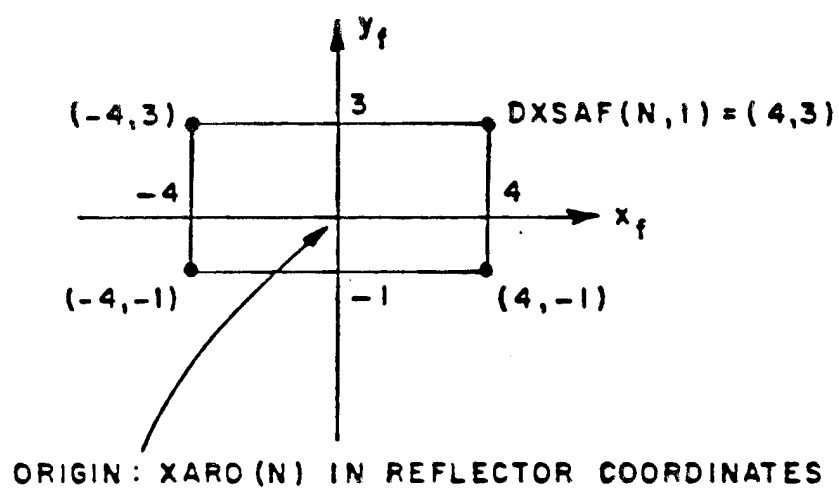 y_f
(-4,3)
3
DXSAF(N,1) = (4,3)
-4
4
x_f
(-4,-1)
-1
(4,-1)
ORIGIN: XARO(N) IN REFLECTOR COORDINATES